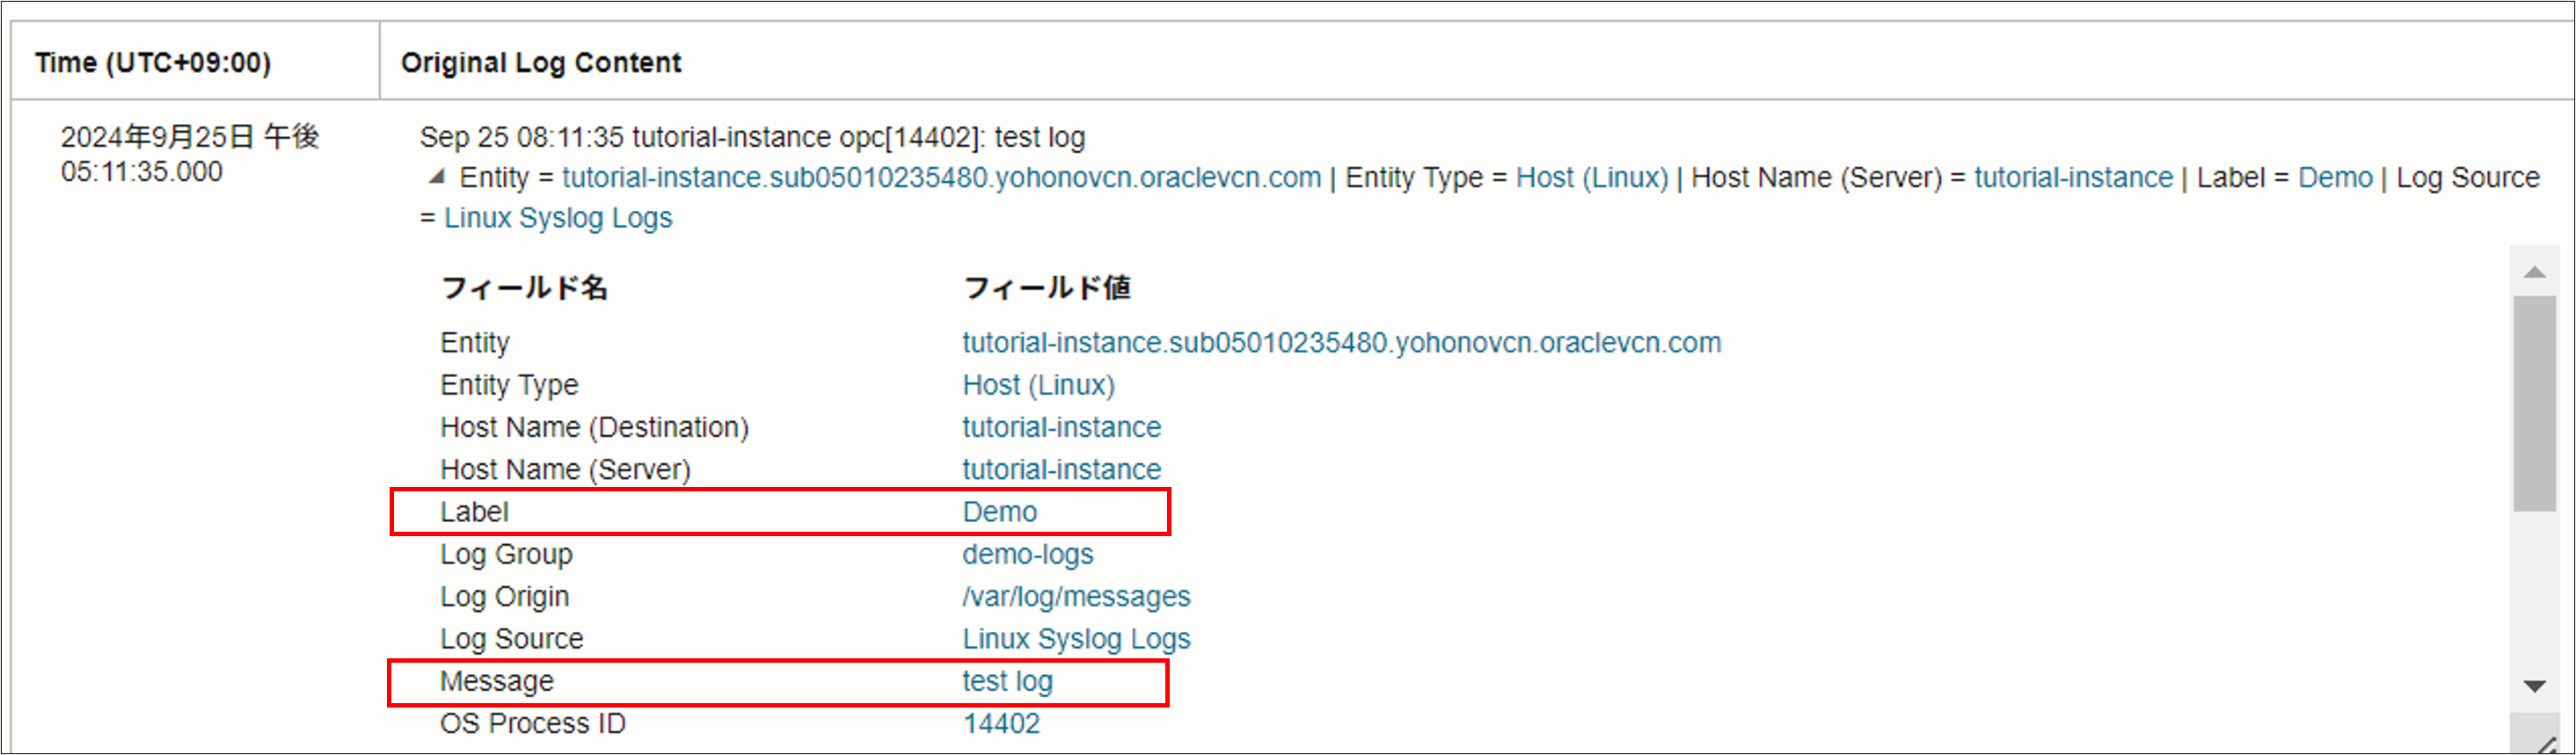 Time (UTC+09:00) Original Log Content
2024年9月25日 午後 Sep 25 08:11:35 tutorial-instance opc[14402]: test log
05:11:35.000 Entity = tutorial-instance.sub05010235480.yohonovcn.oraclevcn.com | Entity Type = Host (Linux) | Host Name (Server) = tutorial-instance | Label = Demo | Log Source
= Linux Syslog Logs
フィールド名 フィールド値
Entity tutorial-instance.sub05010235480.yohonovcn.oraclevcn.com
Entity Type Host (Linux)
Host Name (Destination) tutorial-instance
Host Name (Server) tutorial-instance
Label Demo
Log Group demo-logs
Log Origin /var/log/messages
Log Source Linux Syslog Logs
Message test log
OS Process ID 14402